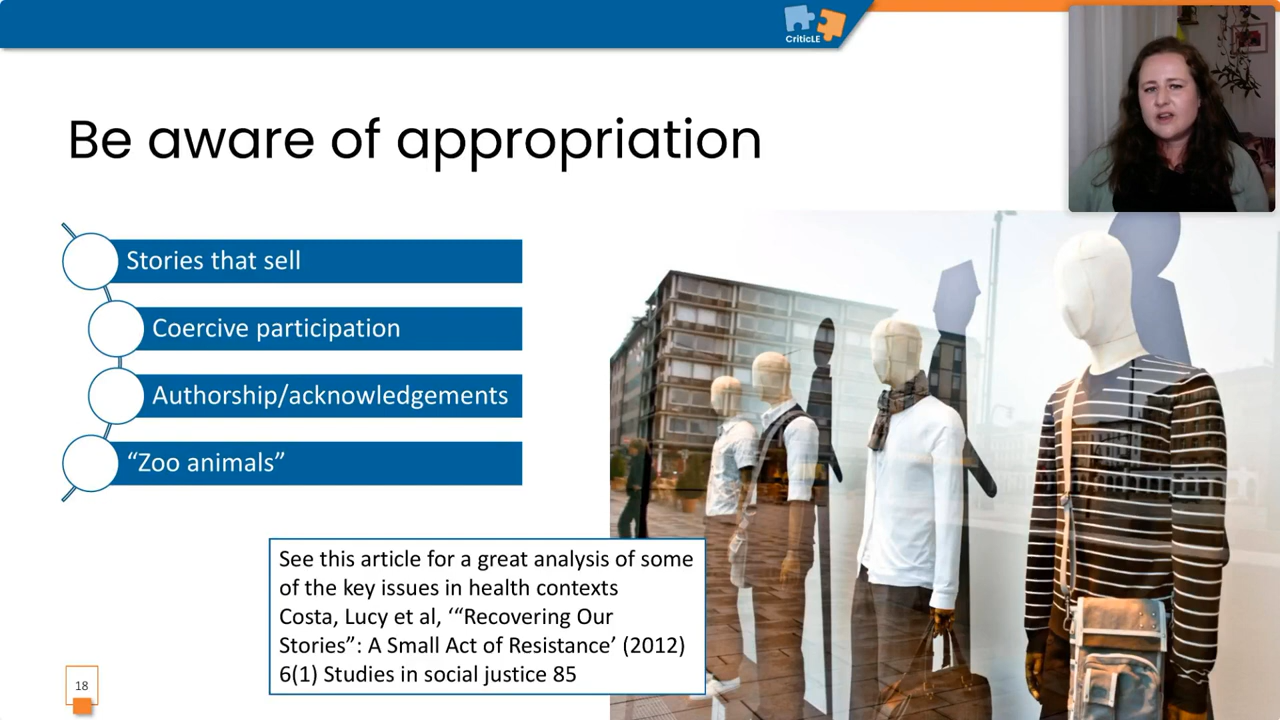 CriticLE
Be aware of appropriation
Stories that sell
Coercive participation
Authorship/acknowledgements
“Zoo animals”
See this article for a great analysis of some
of the key issues in health contexts
Costa, Lucy et al, ‘“Recovering Our
Stories”: A Small Act of Resistance’ (2012)
6(1) Studies in social justice 85
18